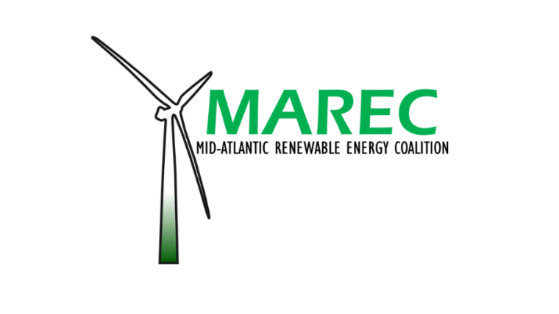 MAREC
MID-ATLANTIC RENEWABLE ENERGY COALITION